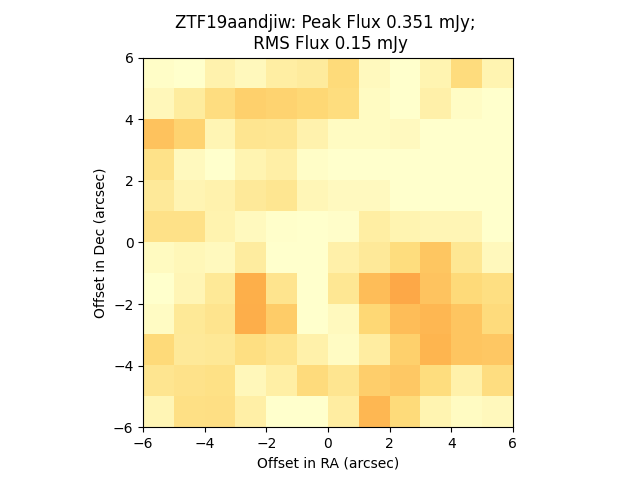 ZTF19aandjiw: Peak Flux 0.351 mJy;
RMS Flux 0.15 mJy
6
4
2
0
−2
−4
−6
Offset in Dec (arcsec)
−6 −4 −2 0 2 4 6
Offset in RA (arcsec)